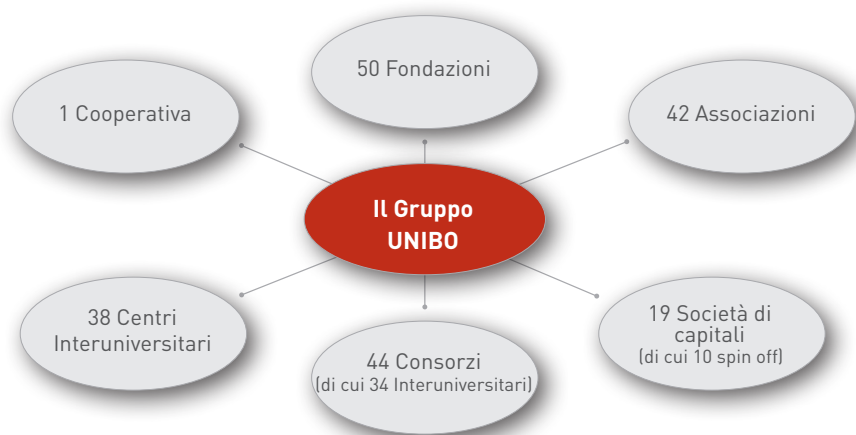 50 Fondazioni
1 Cooperativa
42 Associazioni
Il Gruppo
UNIBO
38 Centri
Interuniversitari
44 Consorzi
(di cui 34 Interuniversitari)
19 Società di
capitali
(di cui 10 spin off)